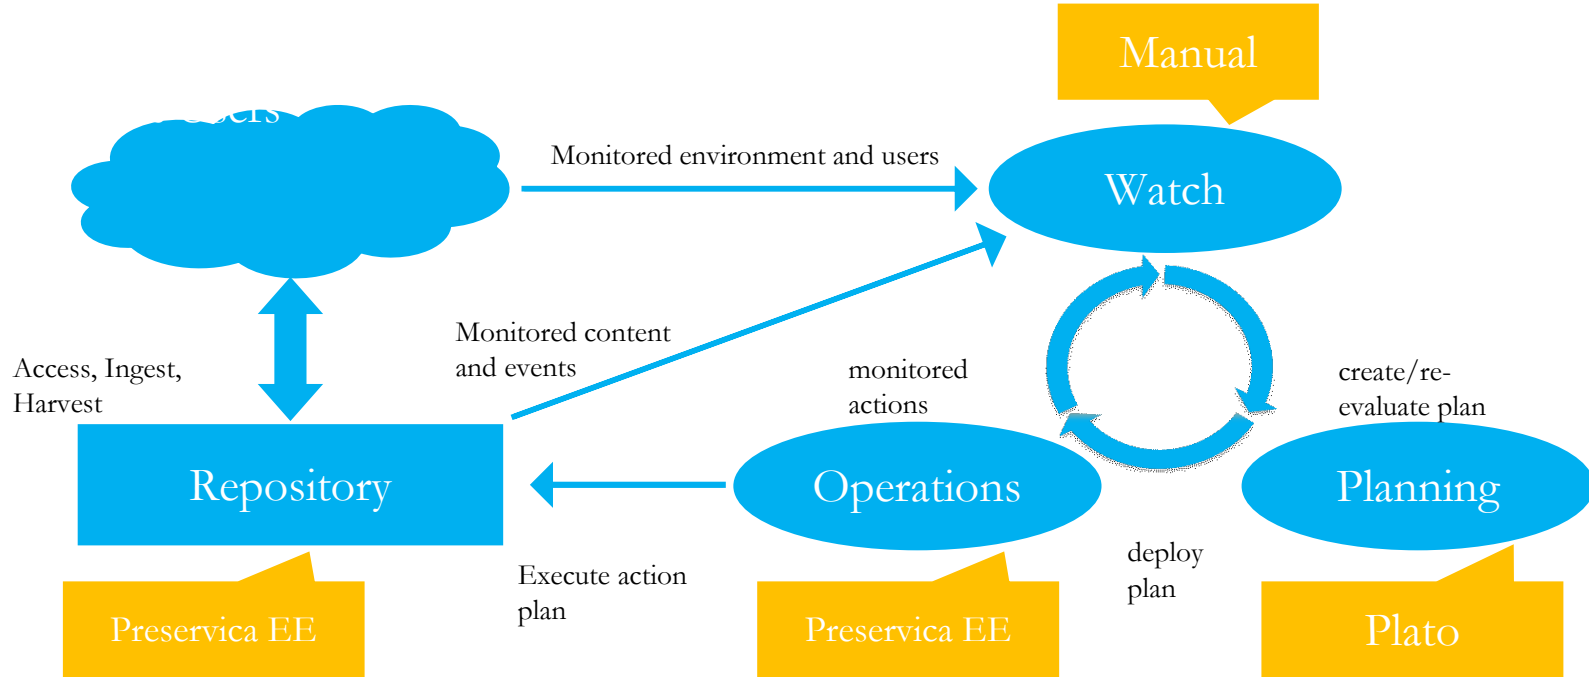 Manual
Users
Monitored environment and users
Watch
Monitored content
and events
Access, Ingest,
Harvest
monitored
actions
create/re-
evaluate plan
Repository
Operations
Planning
Execute action
plan
deploy
plan
Preservica EE
Preservica EE
Plato